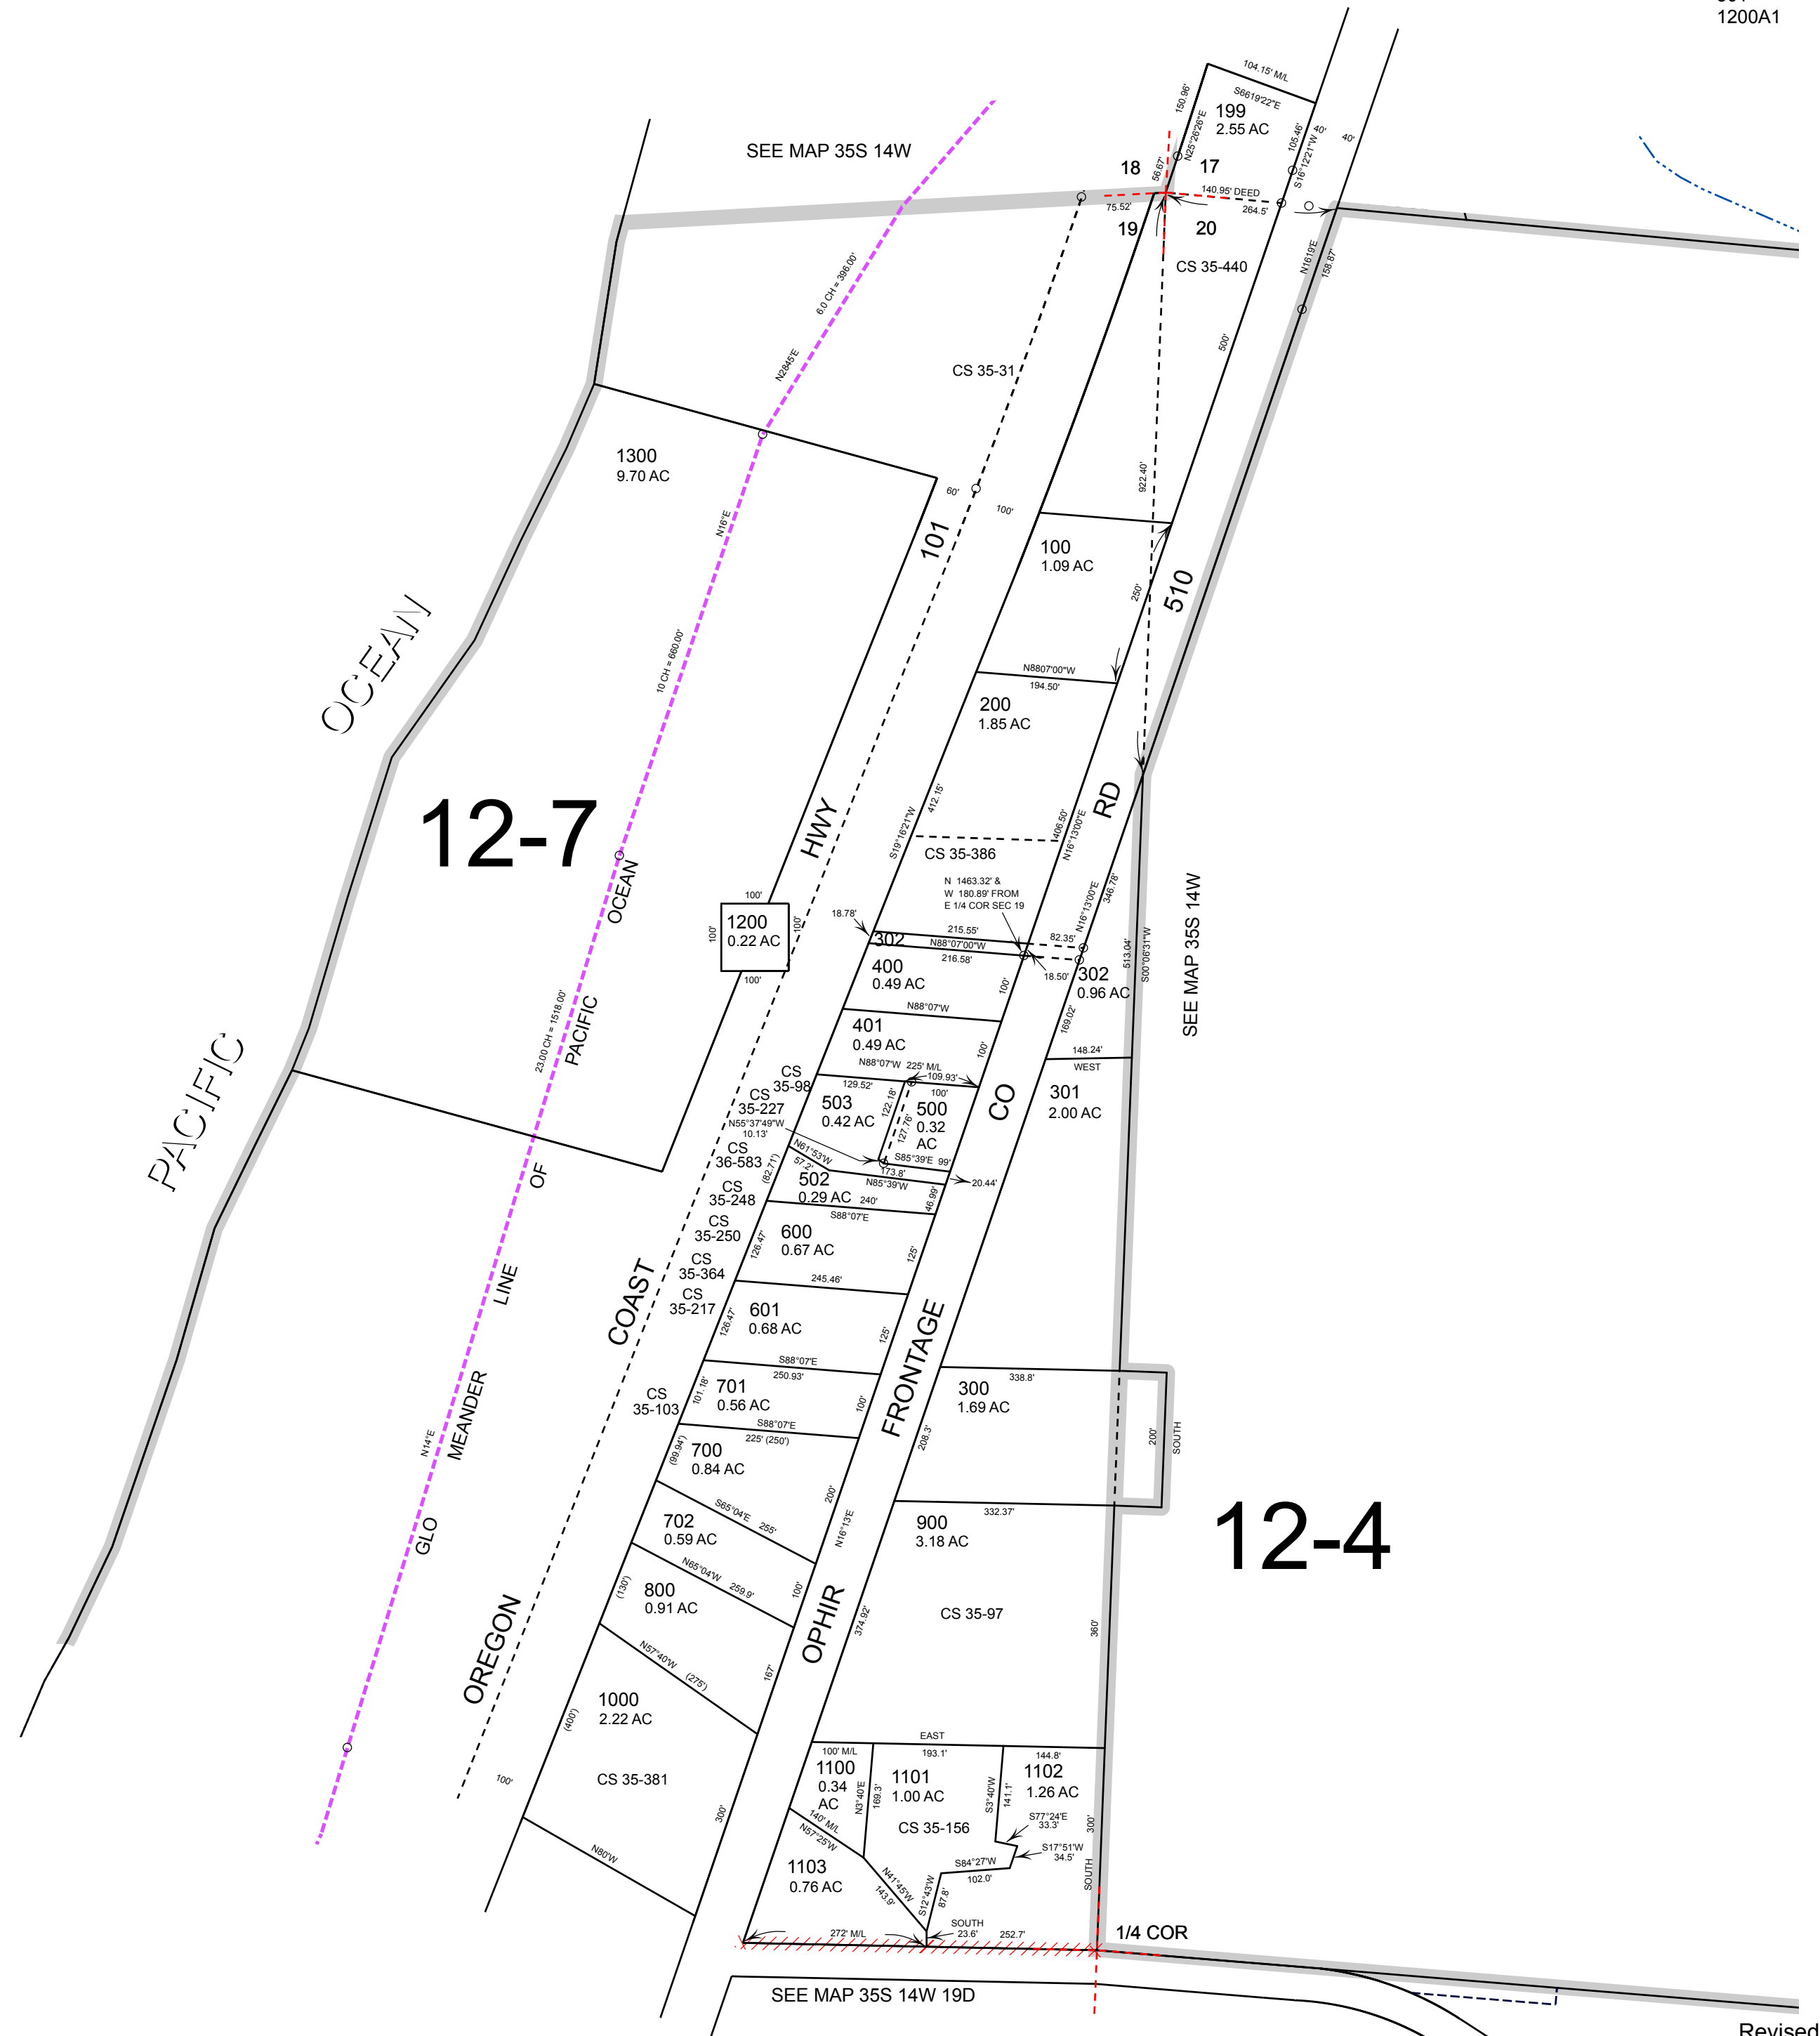 1200A1
104.15' M/L
S6619'22"E
150.96'
N25°26'26"E
199
2.55 AC
105.46'
S16°12'21"W
40'
40'
SEE MAP 35S 14W
18
17
56.67'
140.95' DEED
264.5'
75.52'
19
20
CS 35-440
N1619'E
158.87'
6.0 CH = 396.00'
N2845'E
500'
CS 35-31
1300
9.70 AC
922.40'
60'
100'
N16°E
101
100
1.09 AC
250'
510
OCEAN
10 CH = 660.00'
N8807'00"W
194.50'
200
1.85 AC
12-7
HWY
RD
412.15'
S19°16'21"W
406.50'
N16°13'00"E
CS 35-386
N 1463.32' &
W 180.89' FROM
E 1/4 COR SEC 19
N16°13'00"E
346.78'
SEE MAP 35S 14W
OCEAN
100'
1200
0.22 AC
100'
100'
100'
18.78'
302
215.55'
N88°07'00"W
216.58'
82.35'
18.50'
513.04'
S00°06'31"W
400
0.49 AC
100'
302
0.96 AC
169.02'
PACIFIC
23.00 CH = 1518.00'
N88°07'W
401
0.49 AC
100'
148.24'
WEST
PACIFIC
N88°07'W 225' M/L
109.93'
129.52'
100'
CS
35-98
CS
35-227
N55°37'49"W
10.13'
503
0.42 AC
122.18'
127.76'
500
0.32
AC
CO
301
2.00 AC
CS
36-583
N61°53'W
57.2'
S85°39'E 99'
173.8'
N85°39'W
20.44'
(82.71')
502
0.29 AC
240'
46.99'
S88°07'E
OF
CS
35-248
CS
35-250
600
0.67 AC
126.47'
125'
CS
35-364
245.46'
LINE
COAST
CS
35-217
601
0.68 AC
126.47'
125'
FRONTAGE
S88°07'E
250.93'
338.8'
300
1.69 AC
MEANDER
CS
35-103
101.18'
701
0.56 AC
100'
S88°07'E
225' (250')
208.3'
200'
SOUTH
N14°E
(99.94')
700
0.84 AC
200'
S65°04'E 255'
332.37'
12-4
GLO
702
0.59 AC
N16°13'E
900
3.18 AC
N65°04'W 259.9'
(130')
800
0.91 AC
100'
OPHIR
374.92'
CS 35-97
360'
OREGON
N57°40'W (275')
167'
1000
2.22 AC
(400')
CS 35-381
100'
300'
N80'W
EAST
100' M/L
193.1'
144.8'
1100
0.34
AC
N3°40'E
169.3'
1101
1.00 AC
S3°40'W
141.1'
1102
1.26 AC
S77°24'E
33.3'
300'
SOUTH
140' M/L
N57°25'W
CS 35-156
S17°51'W
34.5'
1103
0.76 AC
N41°45'W
143.9'
S84°27'W
102.0'
S12°43'W
87.8'
SOUTH
23.6'
272' M/L
252.7'
1/4 COR
SEE MAP 35S 14W 19D
Revised